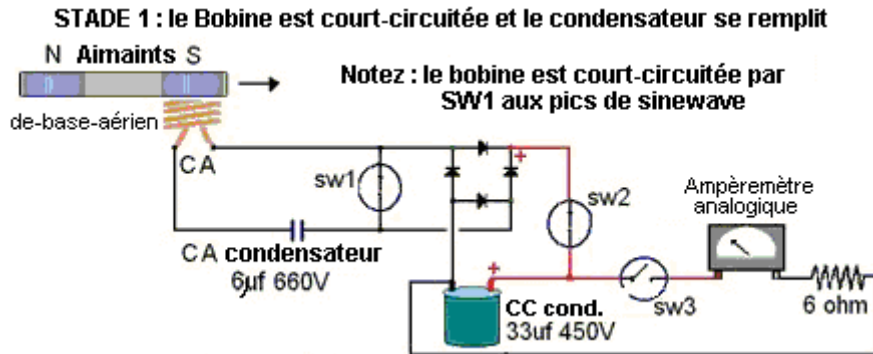 STADE 1 : le Bobine est court-circuitée et le condensateur se remplit
N Aimaints S
Notez : le bobine est court-circuitée par
SW1 aux pics de sinewave
de-base-aérien
CA
sw1
+
sw2
Ampèremètre
analogique
CA condensateur
6µf 660V
+
CC cond.
33uf 450V
sw3
6 ohm